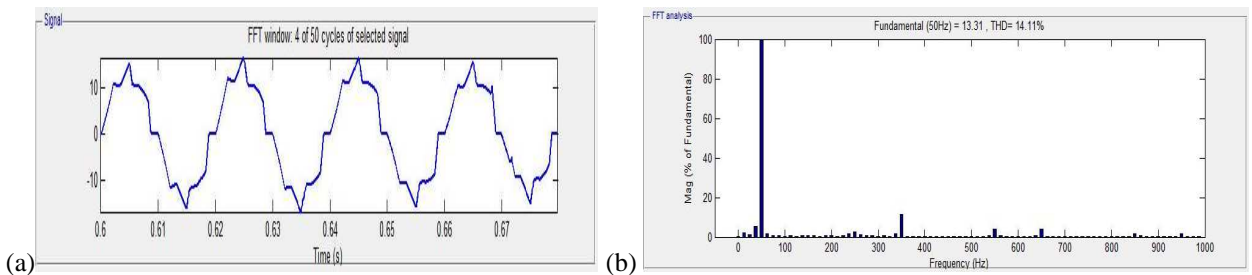 Signal
FFT window: 4 of 50 cycles of selected signal
10
0
-10
0.6 0.61 0.62 0.63 0.64 0.65 0.66 0.67
Time (s)
(a)
FFT analysis
Fundamental (50Hz) = 13.31 , THD= 14.11%
Mag (% of Fundamental)
100
80
60
40
20
0
0 100 200 300 400 500 600 700 800 900 1000
Frequency (Hz)
(b)